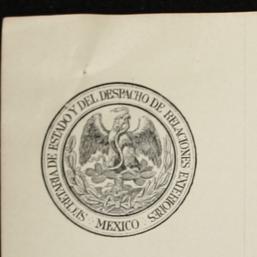 SECRETARIA DE ESTADO Y DEL DESPACHO DE RELACIONES EXTERIORES
MEXICO